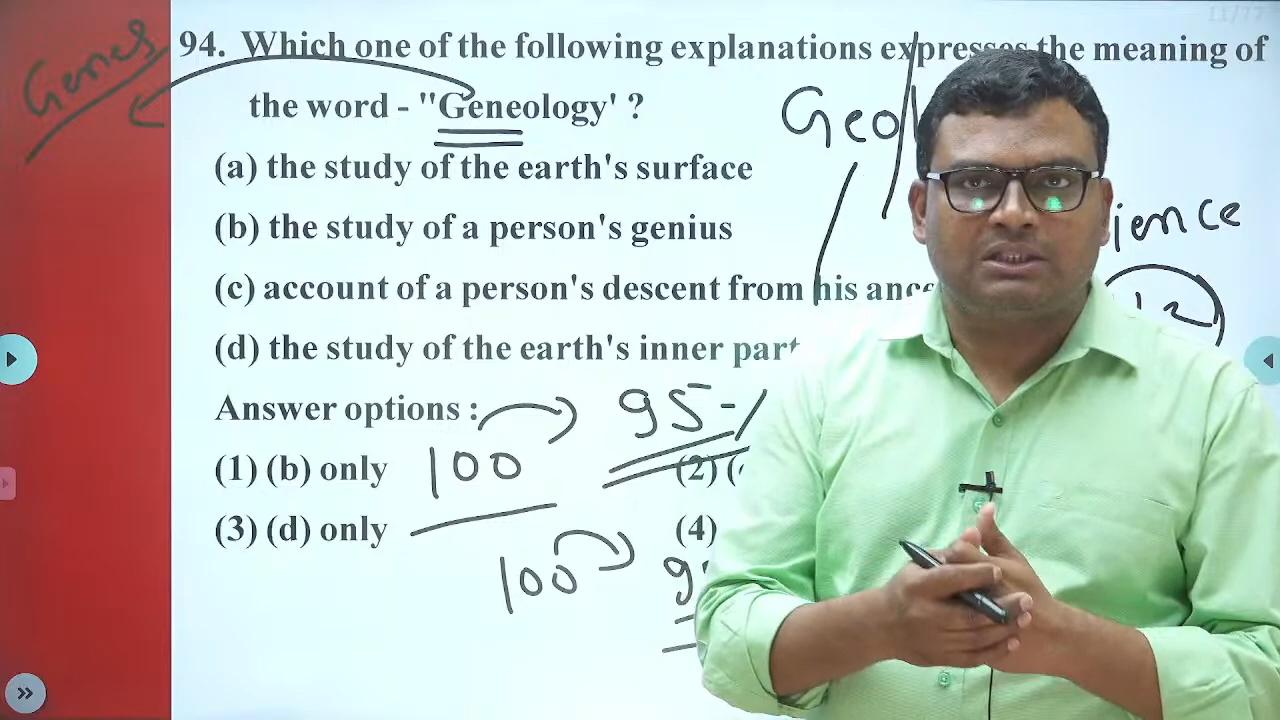 11/77
94. Which one of the following explanations expresses the meaning of
the word - "Geneology' ?
Genes
Geo
ience
(a) the study of the earth's surface
(b) the study of a person's genius
(c) account of a person's descent from his
(d) the study of the earth's inner part
Answer options :
95%
(1) (b) only
100
(2) (
(3) (d) only
(4)
100